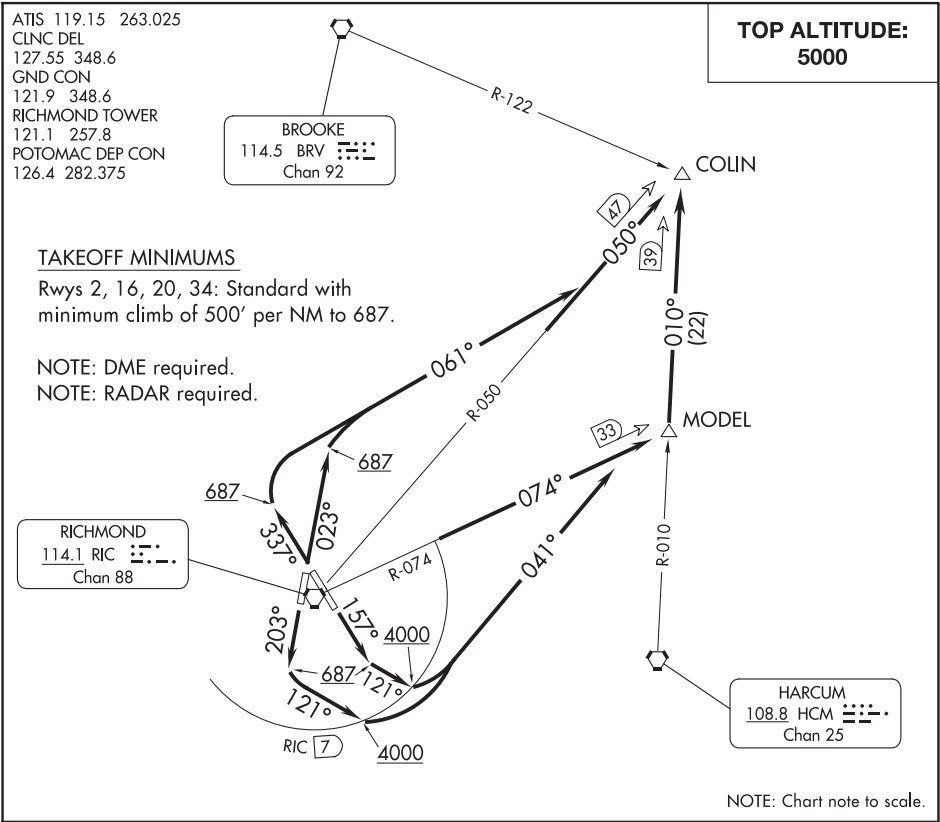 ATIS 119.15 263.025
CLNC DEL
127.55 348.6
GND CON
121.9 348.6
RICHMOND TOWER
121.1 257.8
POTOMAC DEP CON
126.4 282.375
TOP ALTITUDE:
5000
BROOKE
114.5 BRV
Chan 92
R-122
COLIN
47
050°
39
TAKEOFF MINIMUMS
Rwys 2, 16, 20, 34: Standard with
minimum climb of 500' per NM to 687.
NOTE: DME required.
NOTE: RADAR required.
010°
(22)
061°
R-050
MODEL
33
687
687
074°
337°
023°
041°
R-010
RICHMOND
114.1 RIC
Chan 88
R-074
203°
157°
4000
687
121°
121°
RIC 7
4000
HARCUM
108.8 HCM
Chan 25
NOTE: Chart note to scale.